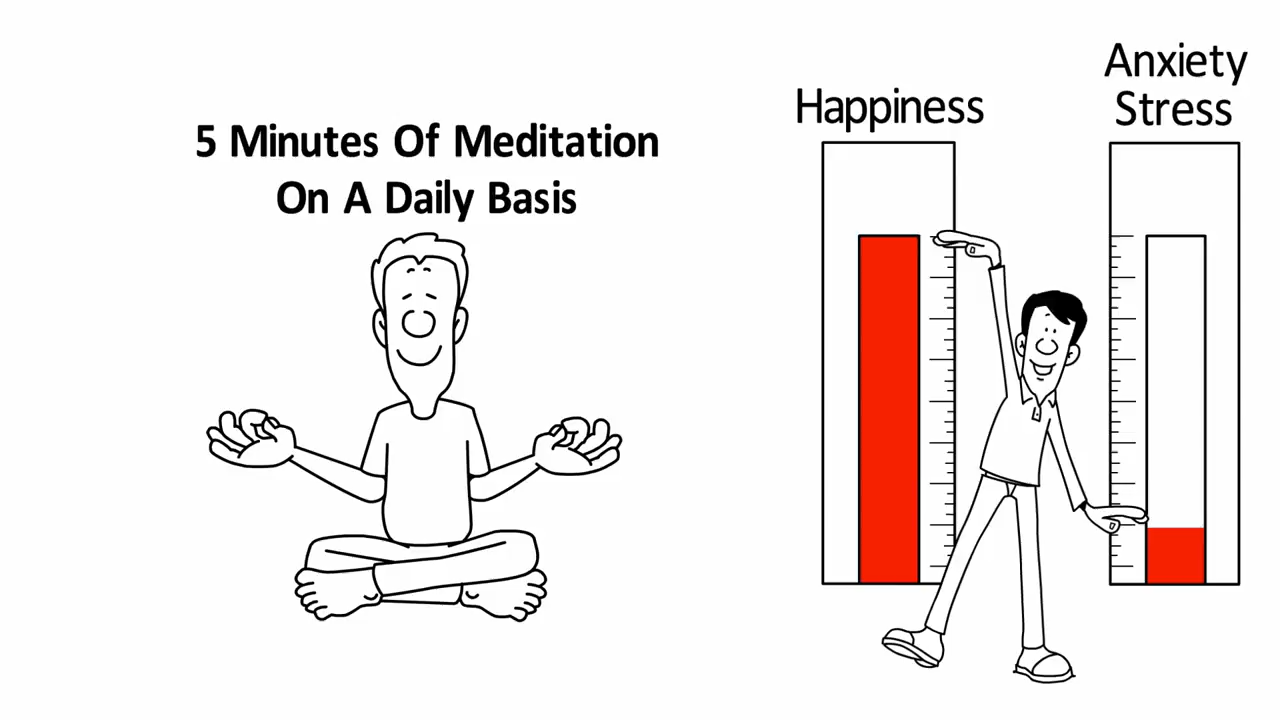 5 Minutes Of Meditation
On A Daily Basis
Happiness
Anxiety
Stress